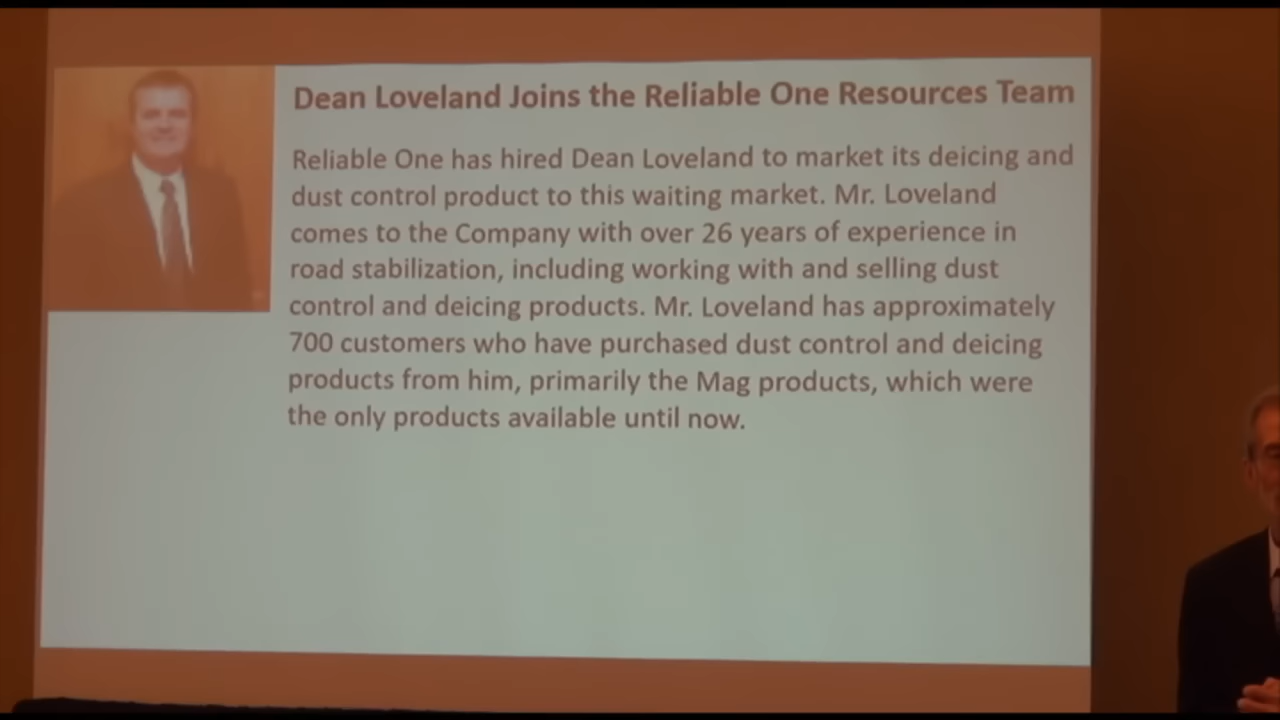 Dean Loveland Joins the Reliable One Resources Team
Reliable One has hired Dean Loveland to market its deicing and
dust control product to this waiting market. Mr. Loveland
comes to the Company with over 26 years of experience in
road stabilization, including working with and selling dust
control and deicing products. Mr. Loveland has approximately
700 customers who have purchased dust control and deicing
products from him, primarily the Mag products, which were
the only products available until now.